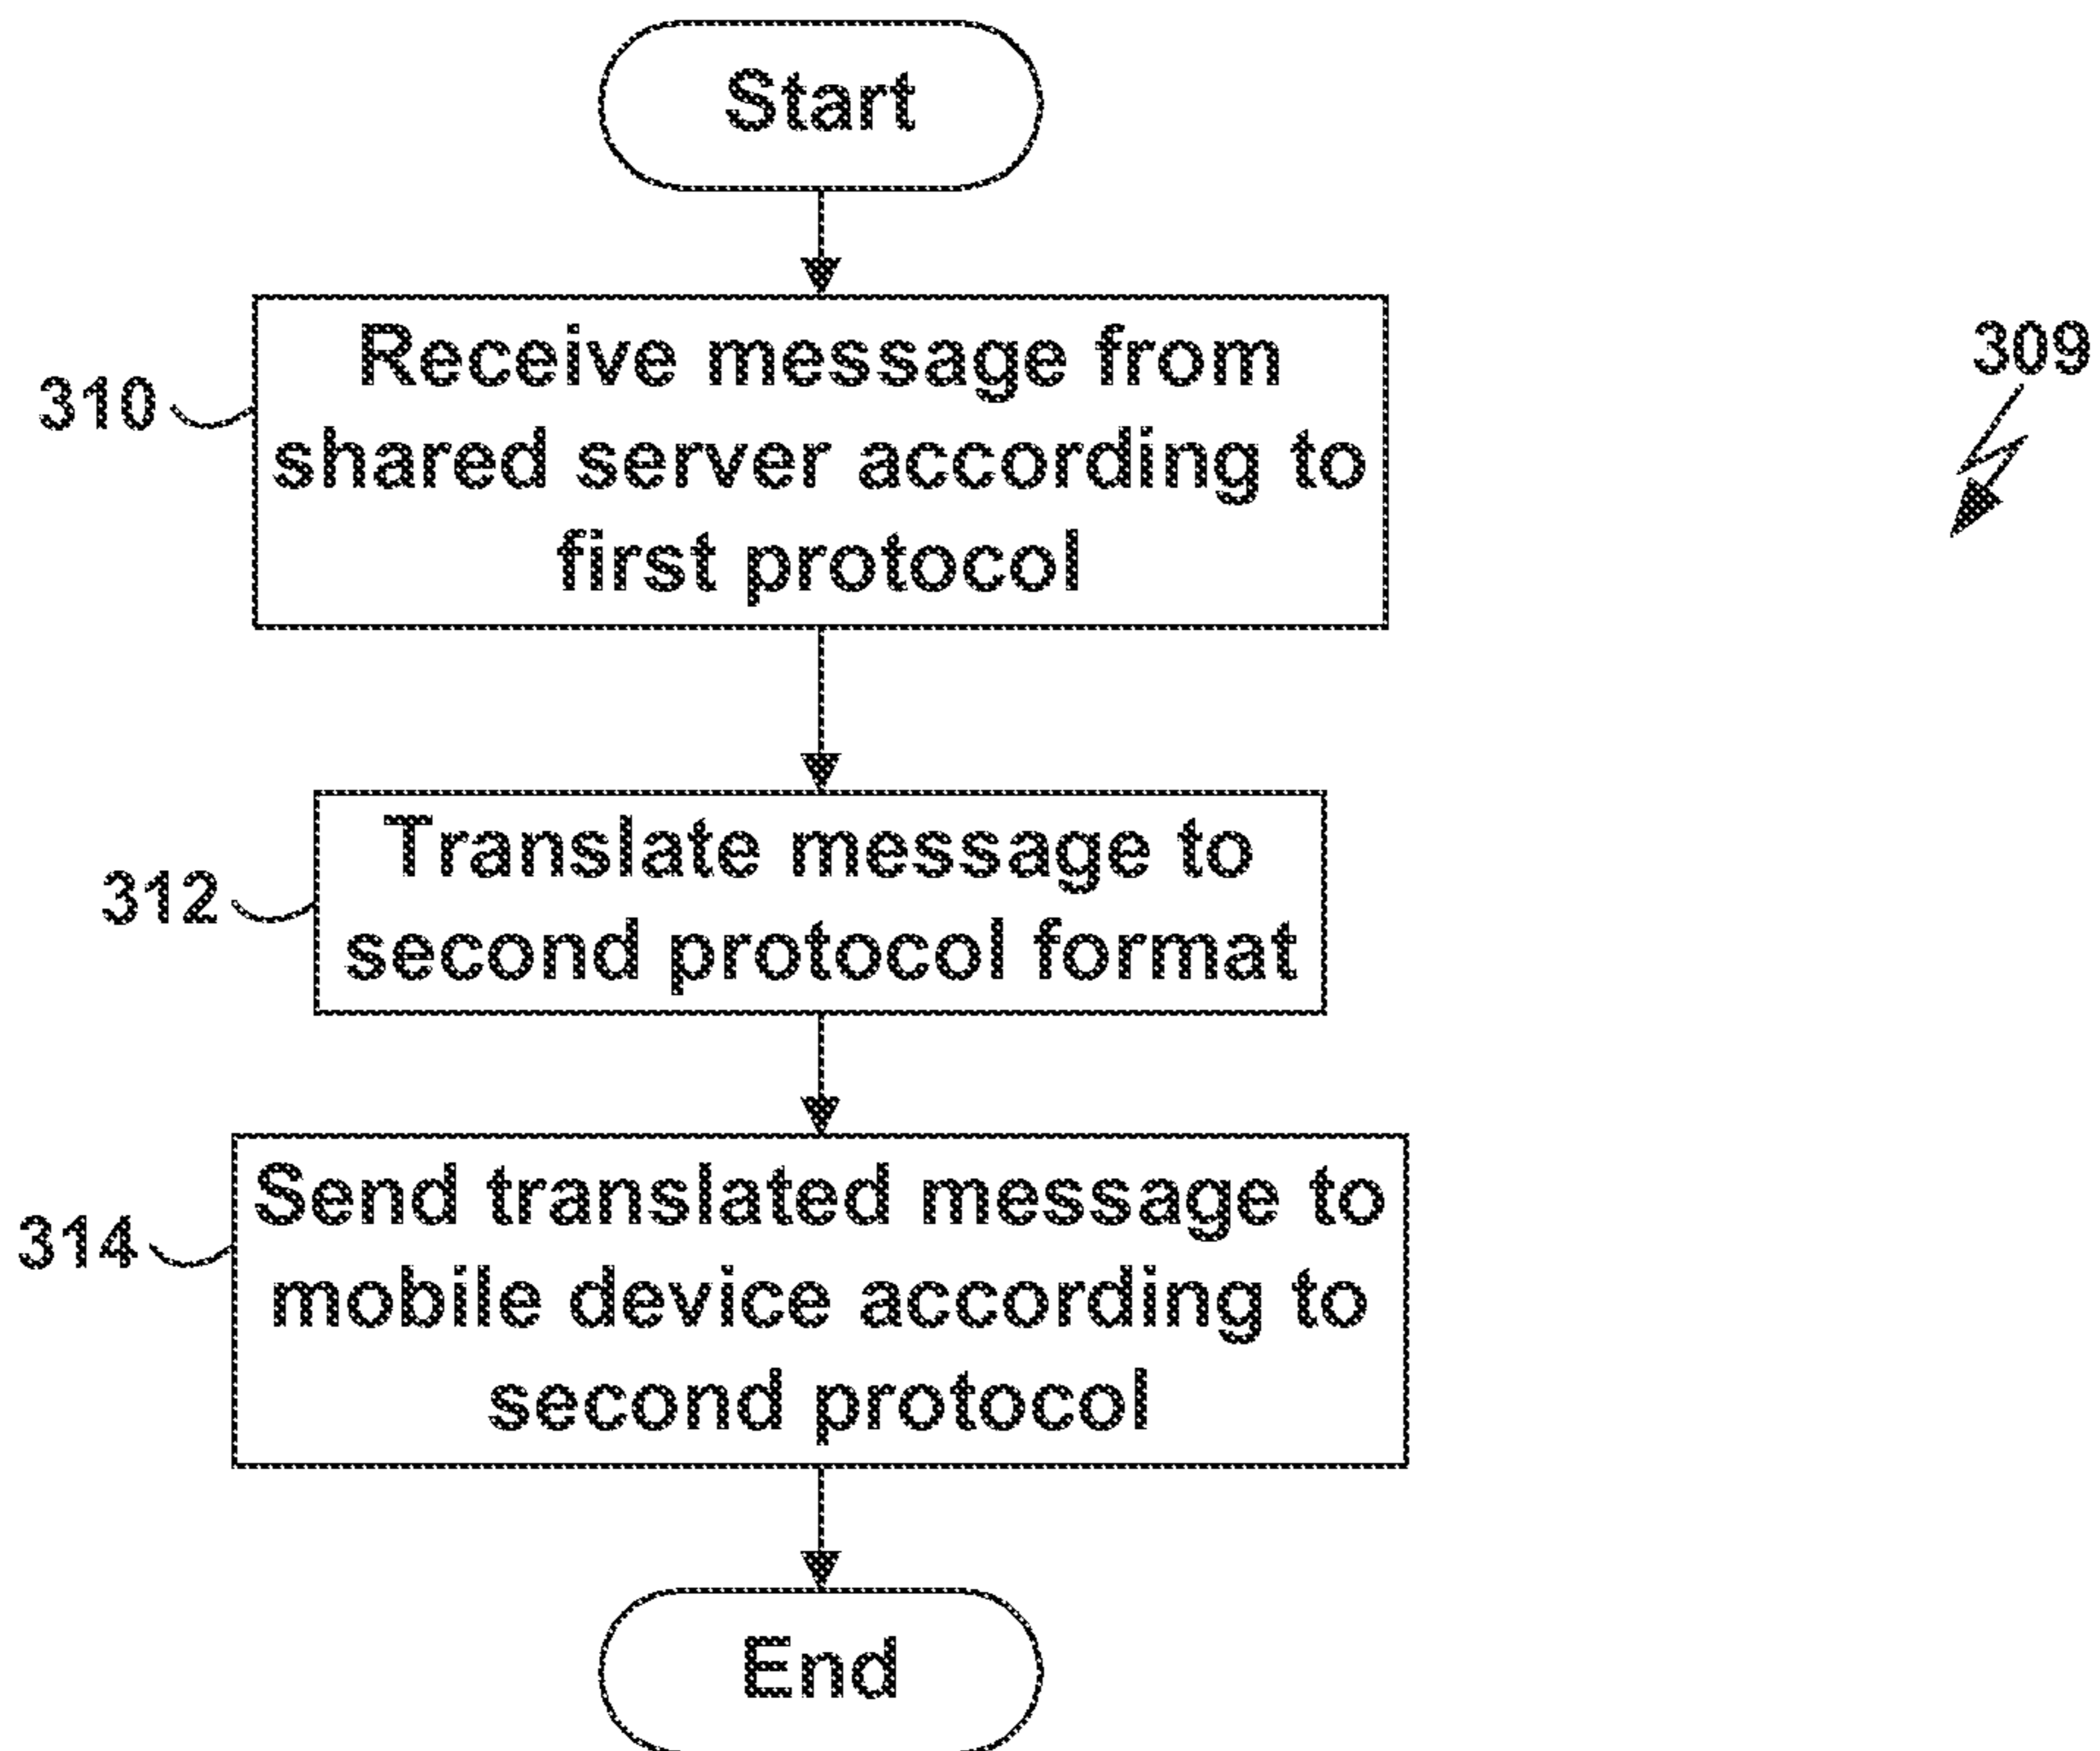 Start
310
Receive message from
shared server according to
first protocol
309
312
Translate message to
second protocol format
314
Send translated message to
mobile device according to
second protocol
End